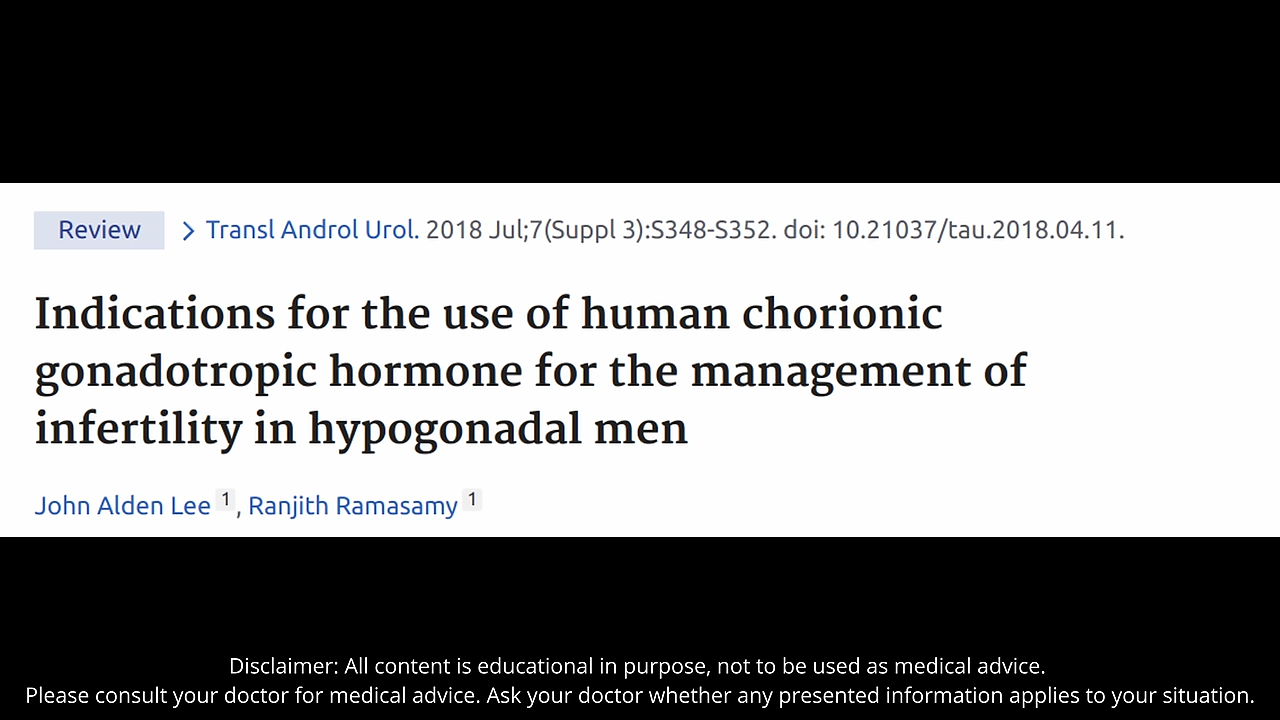 Review > Transl Androl Urol. 2018 Jul;7(Suppl 3):S348-S352. doi: 10.21037/tau.2018.04.11.
Indications for the use of human chorionic
gonadotropic hormone for the management of
infertility in hypogonadal men
John Alden Lee 1, Ranjith Ramasamy 1
Disclaimer: All content is educational in purpose, not to be used as medical advice.
Please consult your doctor for medical advice. Ask your doctor whether any presented information applies to your situation.